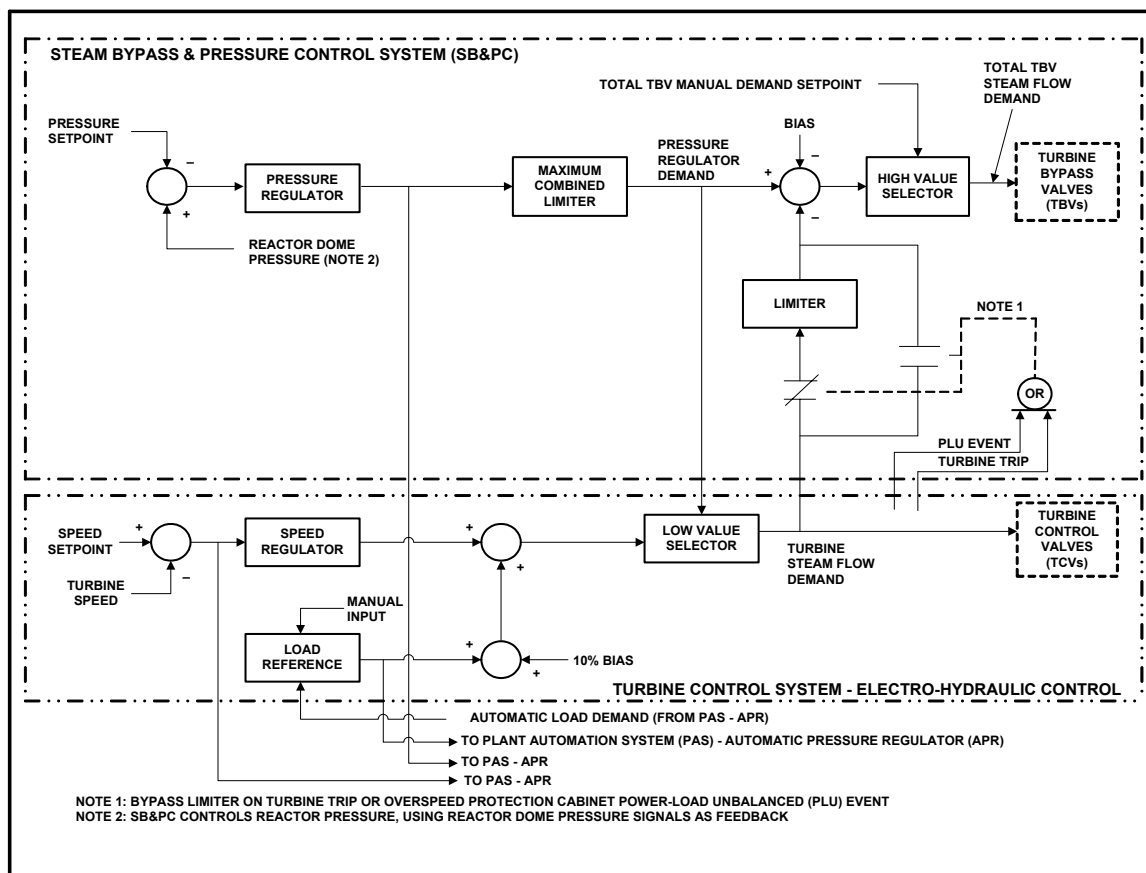 STEAM BYPASS & PRESSURE CONTROL SYSTEM (SB&PC)
TOTAL TBV MANUAL DEMAND SETPOINT
TOTAL TBV
STEAM FLOW
DEMAND
PRESSURE
SETPOINT
−
+
PRESSURE
REGULATOR
REACTOR DOME
PRESSURE (NOTE 2)
MAXIMUM
COMBINED
LIMITER
PRESSURE
REGULATOR
DEMAND
BIAS
−
+
−
HIGH VALUE
SELECTOR
TURBINE
BYPASS
VALVES
(TBVs)
LIMITER
NOTE 1
OR
PLU EVENT
TURBINE TRIP
SPEED
SETPOINT
+
−
TURBINE
SPEED
SPEED
REGULATOR
+
+
LOW VALUE
SELECTOR
TURBINE
STEAM FLOW
DEMAND
TURBINE
CONTROL
VALVES
(TCVs)
MANUAL
INPUT
LOAD
REFERENCE
+
+
10% BIAS
TURBINE CONTROL SYSTEM - ELECTRO-HYDRAULIC CONTROL
AUTOMATIC LOAD DEMAND (FROM PAS - APR)
TO PLANT AUTOMATION SYSTEM (PAS) - AUTOMATIC PRESSURE REGULATOR (APR)
TO PAS - APR
TO PAS - APR
NOTE 1: BYPASS LIMITER ON TURBINE TRIP OR OVERSPEED PROTECTION CABINET POWER-LOAD UNBALANCED (PLU) EVENT
NOTE 2: SB&PC CONTROLS REACTOR PRESSURE, USING REACTOR DOME PRESSURE SIGNALS AS FEEDBACK